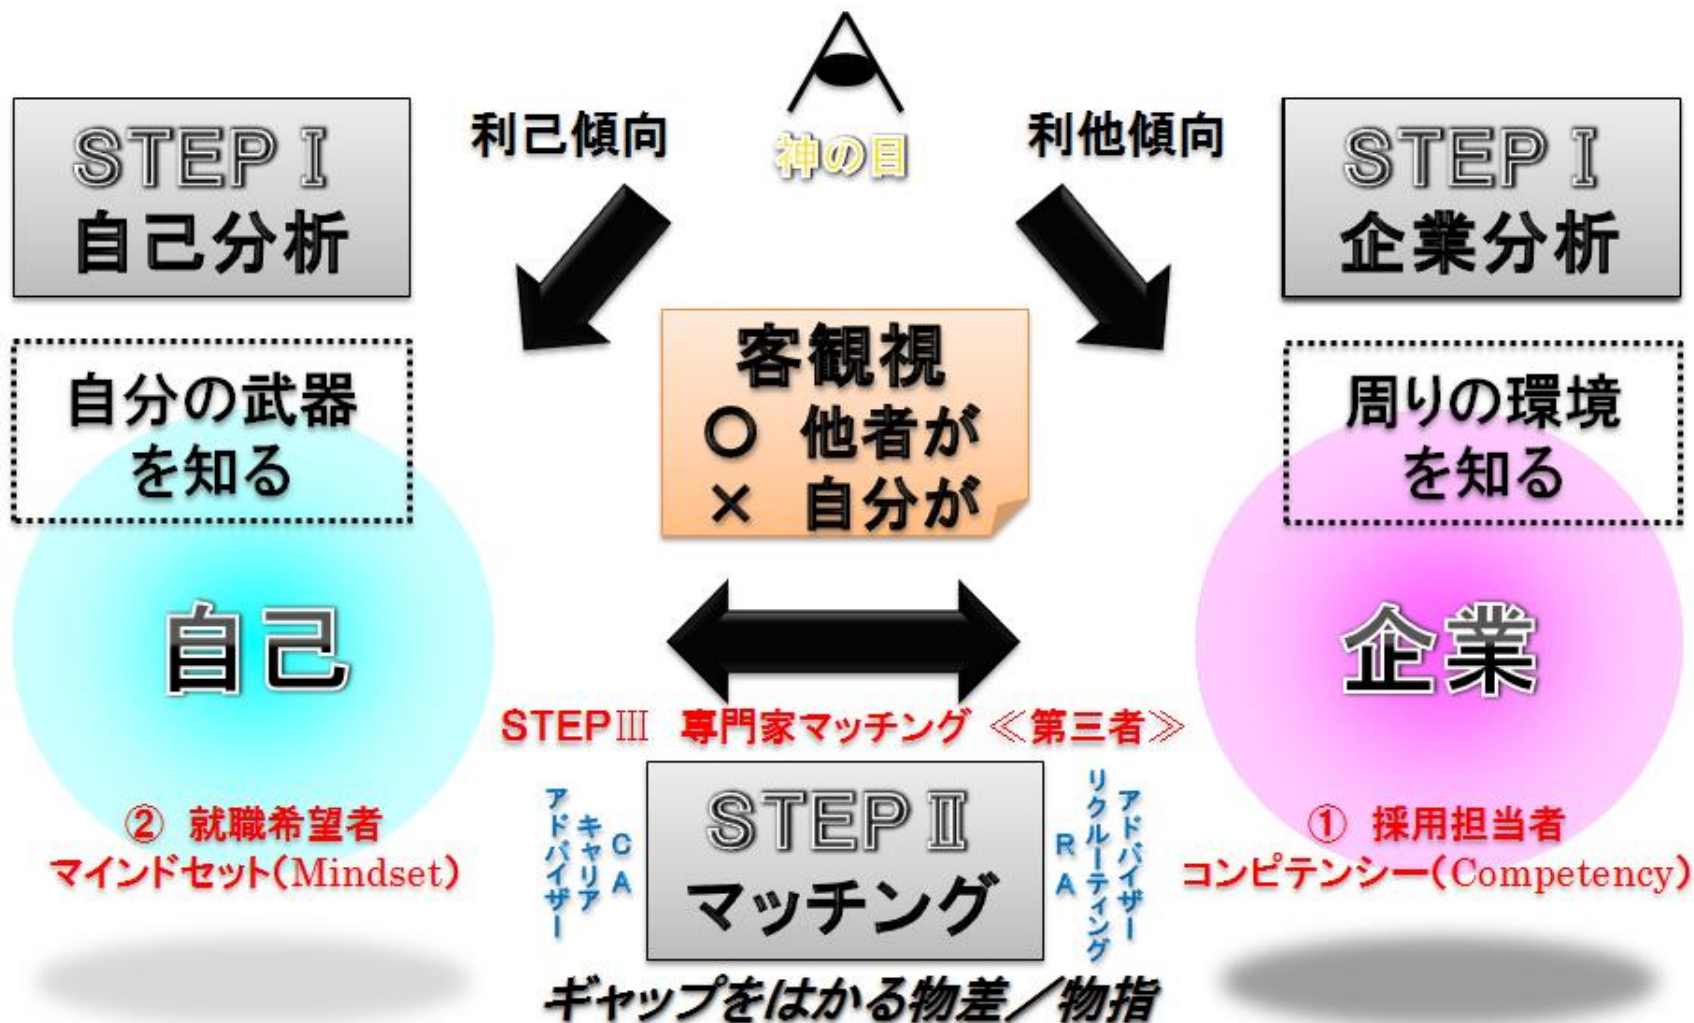 神の目
利己傾向
利他傾向
STEPⅠ
自己分析
STEPⅠ
企業分析
自分の武器
を知る
客観視
○ 他者が
× 自分が
周りの環境
を知る
自己
企業
STEPⅢ 専門家マッチング ≪第三者≫
② 就職希望者
マインドセット(Mindset)
CA
キャリア
アドバイザー
STEPⅡ
マッチング
RA
リクルーティング
アドバイザー
① 採用担当者
コンピテンシー(Competency)
ギャップをはかる物差/物指